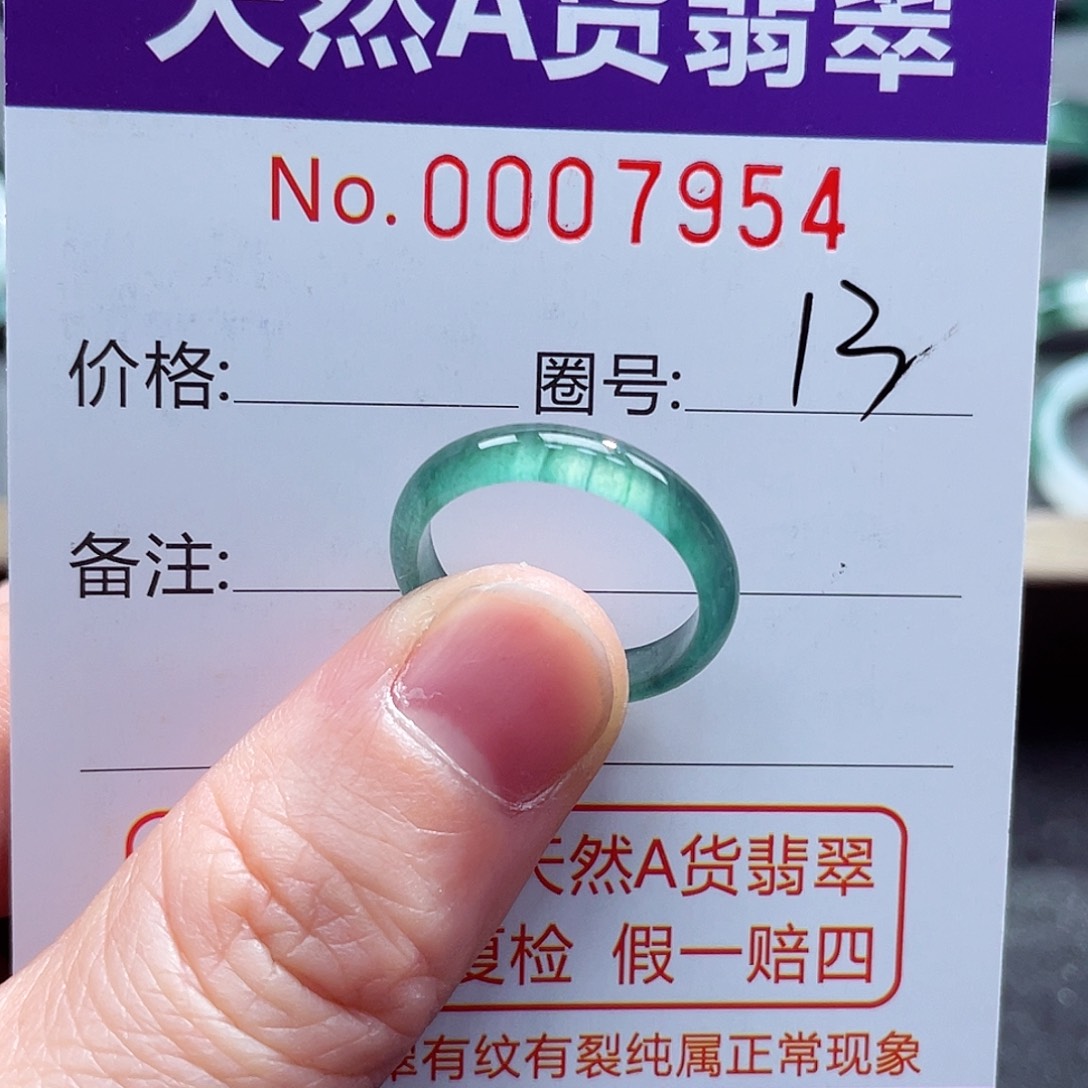 天然A货翡翠
No.0007954
价格: 圈号: 13
备注:
天然A货翡翠
复检 假一赔四
有纹有裂纯属正常现象